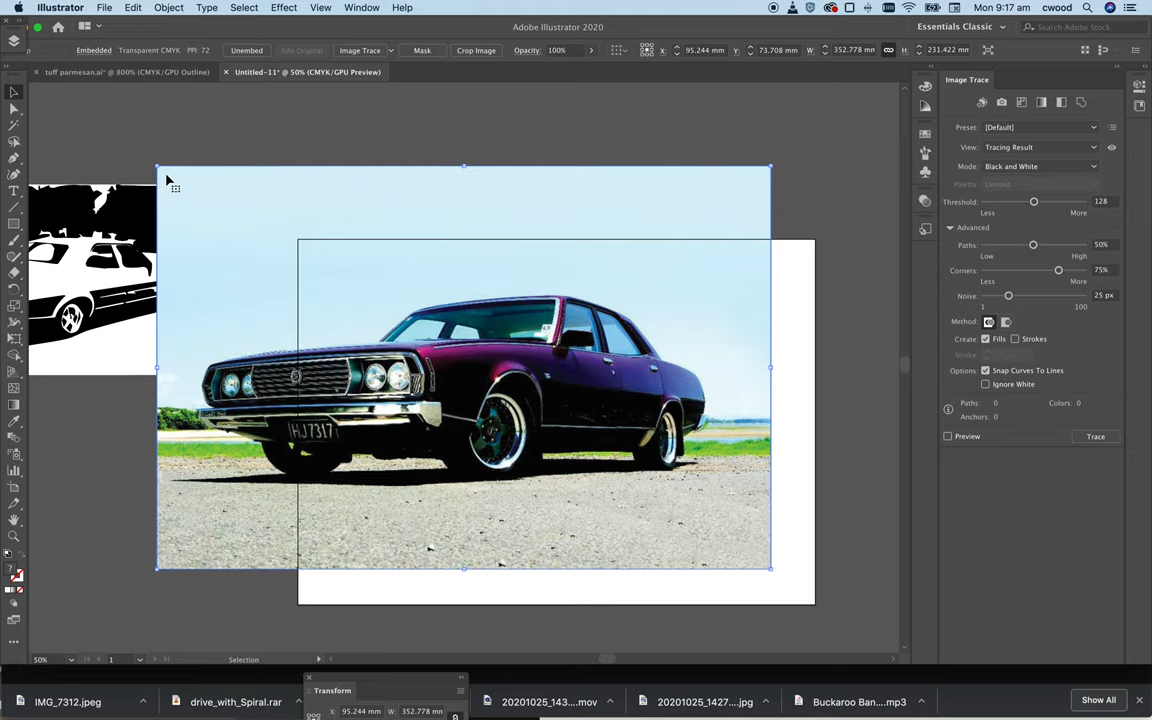 Illustrator File Edit Object Type Select Effect View Window Help Mon 9:17 am cwood
Adobe Illustrator 2020 Essentials Classic Search Adobe Stock
Embedded Transparent CMYK PPI: 72 Unembed Edit Original Image Trace Mask Crop Image Opacity: 100% X: 95.244 mm Y: 73.708 mm W: 352.778 mm H: 231.422 mm
tuff parmesan.ai* @ 800% (CMYK/GPU Outline) Untitled-11* @ 50% (CMYK/GPU Preview)
Image Trace
Preset: [Default]
View: Tracing Result
Mode: Black and White
Palette Limited
Threshold: 128
Less More
Advanced
Paths: 50%
Low High
Corners: 75%
Less More
Noise: 25 px
1 100
Method:
Create: Fills Strokes
Stroke
Options: Snap Curves To Lines
Ignore White
Paths: 0 Colors: 0
Anchors: 0
Preview Trace
HJ7317
50% 1 Selection
Transform
X: 95.244 mm W: 352.778 mm
IMG_7312.jpeg drive_with_Spiral.rar 20201025_143....mov 20201025_1427....jpg Buckaroo Ban....mp3 Show All